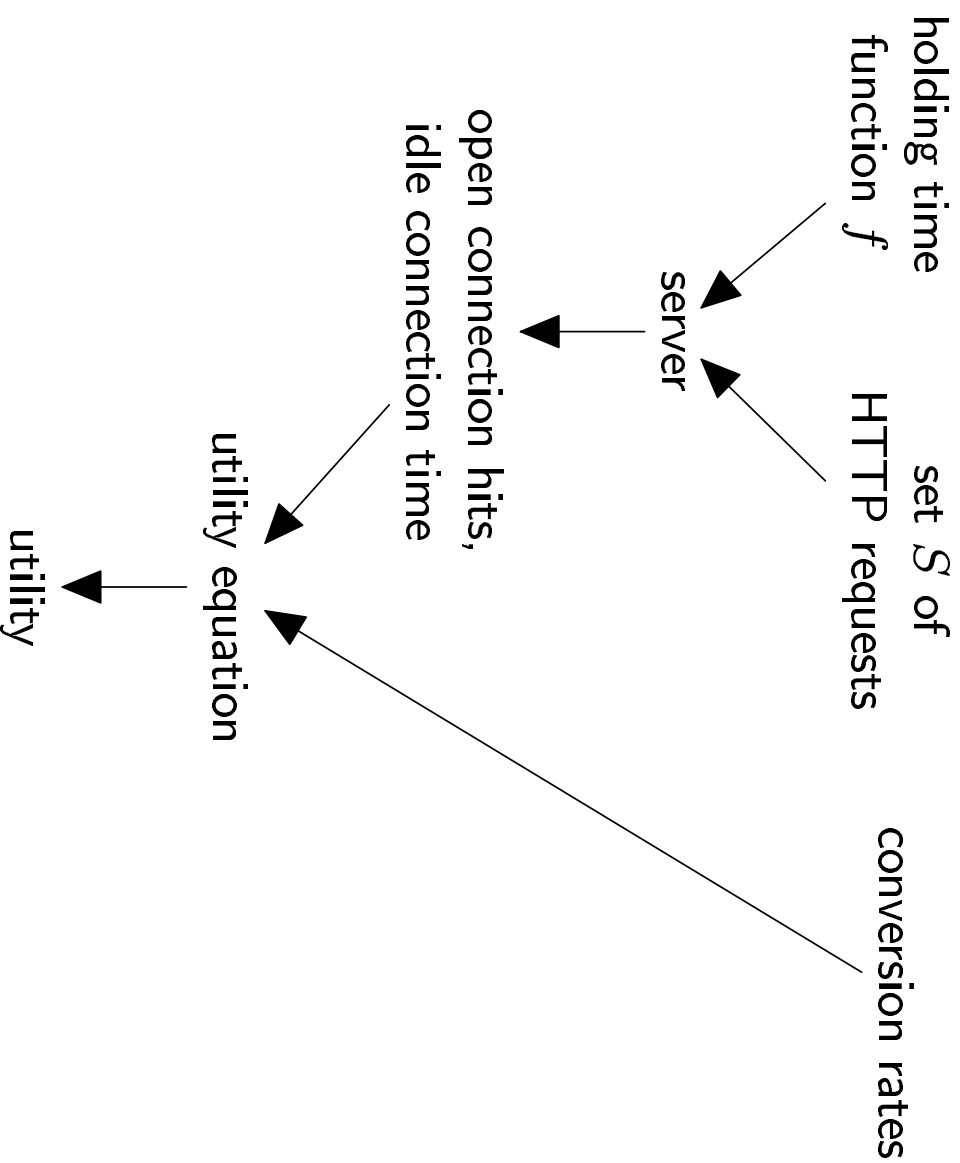 holding time
function f
set S of
HTTP requests
conversion rates
server
open connection hits,
idle connection time
utility equation
utility